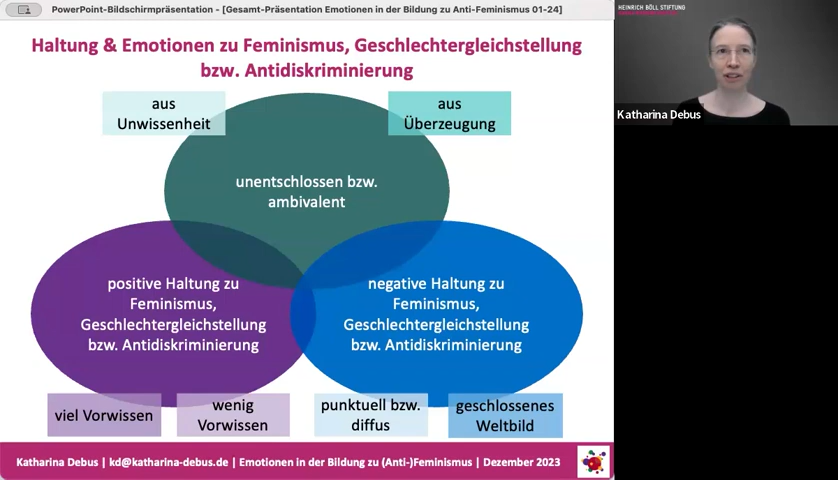 PowerPoint-Bildschirmpräsentation - [Gesamt-Präsentation Emotionen in der Bildung zu Anti-Feminismus 01-24]
HEINRICH BÖLL STIFTUNG
Haltung & Emotionen zu Feminismus, Geschlechtergleichstellung
bzw. Antidiskriminierung
aus
Unwissenheit
aus
Überzeugung
unentschlossen bzw.
ambivalent
positive Haltung zu
Feminismus,
Geschlechtergleichstellung
bzw. Antidiskriminierung
negative Haltung zu
Feminismus,
Geschlechtergleichstellung
bzw. Antidiskriminierung
viel Vorwissen
wenig
Vorwissen
punktuell bzw.
diffus
geschlossenes
Weltbild
Katharina Debus | kd@katharina-debus.de | Emotionen in der Bildung zu (Anti-)Feminismus | Dezember 2023
Katharina Debus